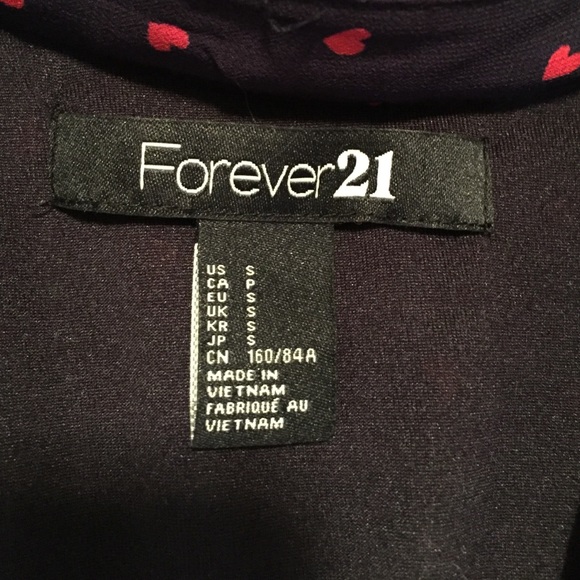 Forever21
US S
CA P
EU S
UK S
KR S
JP S
CN 160/84A
MADE IN
VIETNAM
FABRIQUÉ AU
VIETNAM